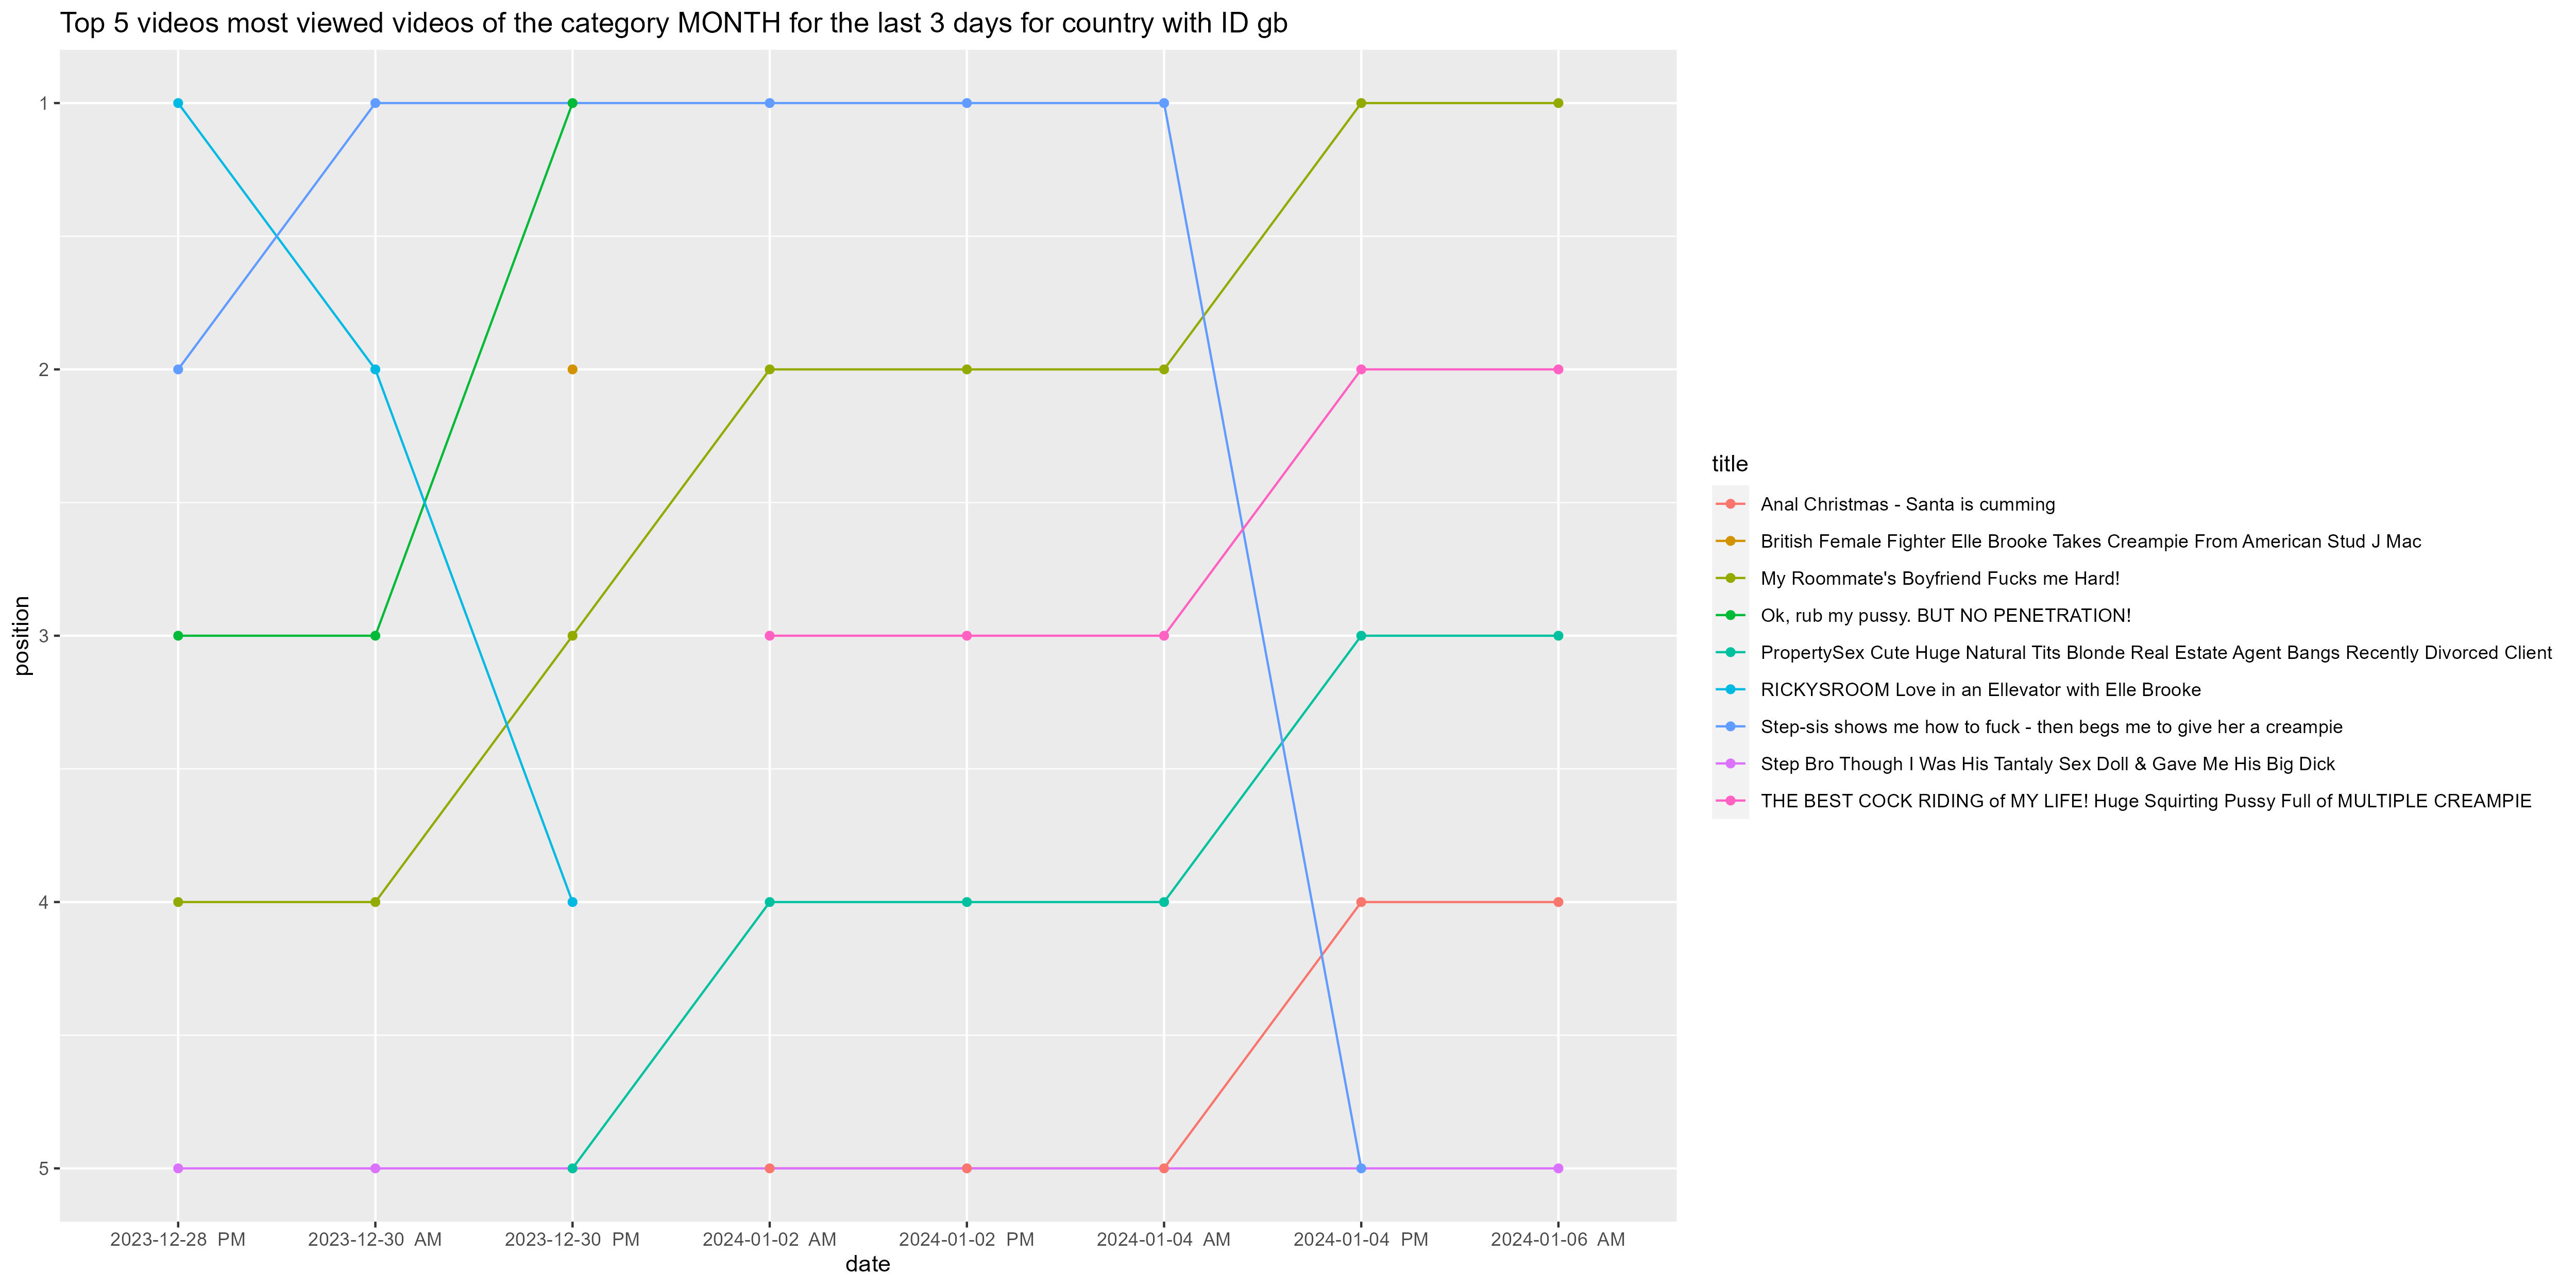 Top 5 videos most viewed videos of the category MONTH for the last 3 days for country with ID gb
position
1
2
3
4
5
2023-12-28 PM
2023-12-30 AM
2023-12-30 PM
2024-01-02 AM
2024-01-02 PM
2024-01-04 AM
2024-01-04 PM
2024-01-06 AM
date
title
Anal Christmas - Santa is cumming
British Female Fighter Elle Brooke Takes Creampie From American Stud J Mac
My Roommate's Boyfriend Fucks me Hard!
Ok, rub my pussy. BUT NO PENETRATION!
PropertySex Cute Huge Natural Tits Blonde Real Estate Agent Bangs Recently Divorced Client
RICKYSROOM Love in an Ellevator with Elle Brooke
Step-sis shows me how to fuck - then begs me to give her a creampie
Step Bro Though I Was His Tantaly Sex Doll & Gave Me His Big Dick
THE BEST COCK RIDING of MY LIFE! Huge Squirting Pussy Full of MULTIPLE CREAMPIE